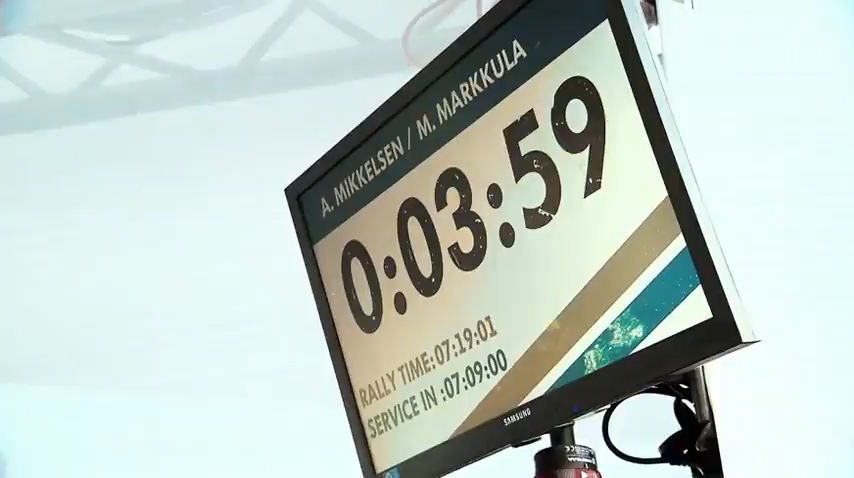 A. MIKKELSEN / M. MARKKULA
0:03:59
RALLY TIME:07:19:01
SERVICE IN :07:09:00
SAMSUNG